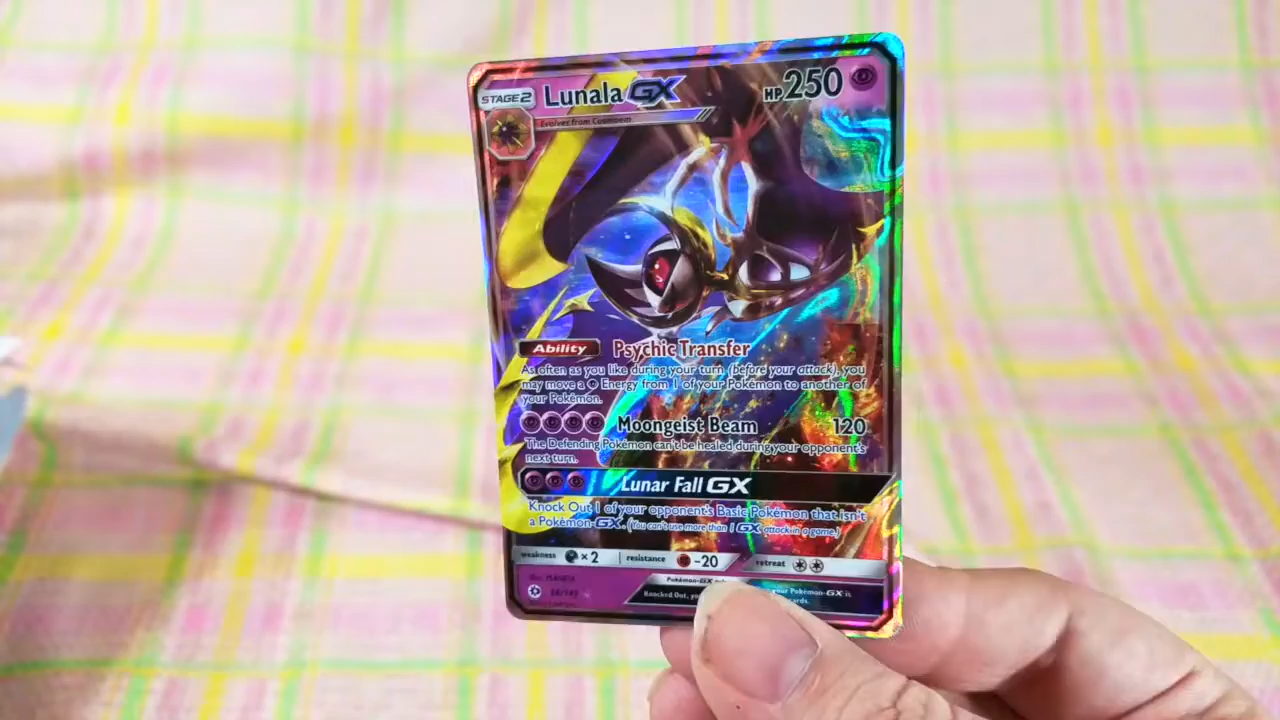 STAGE2 Lunala GX HP 250
Evolves from Cosmoem
Ability Psychic Transfer
As often as you like during your turn (before your attack), you
may move a Energy from 1 of your Pokémon to another of
your Pokémon.
Moongeist Beam 120
The Defending Pokémon can't be healed during your opponent's
next turn.
Lunar Fall GX
Knock Out 1 of your opponent's Basic Pokémon that isn't
a Pokémon-GX. (You can't use more than 1 GX attack in a game.)
weakness ×2 resistance -20 retreat
Pokémon-GX
Knocked Out, your Pokémon-GX is